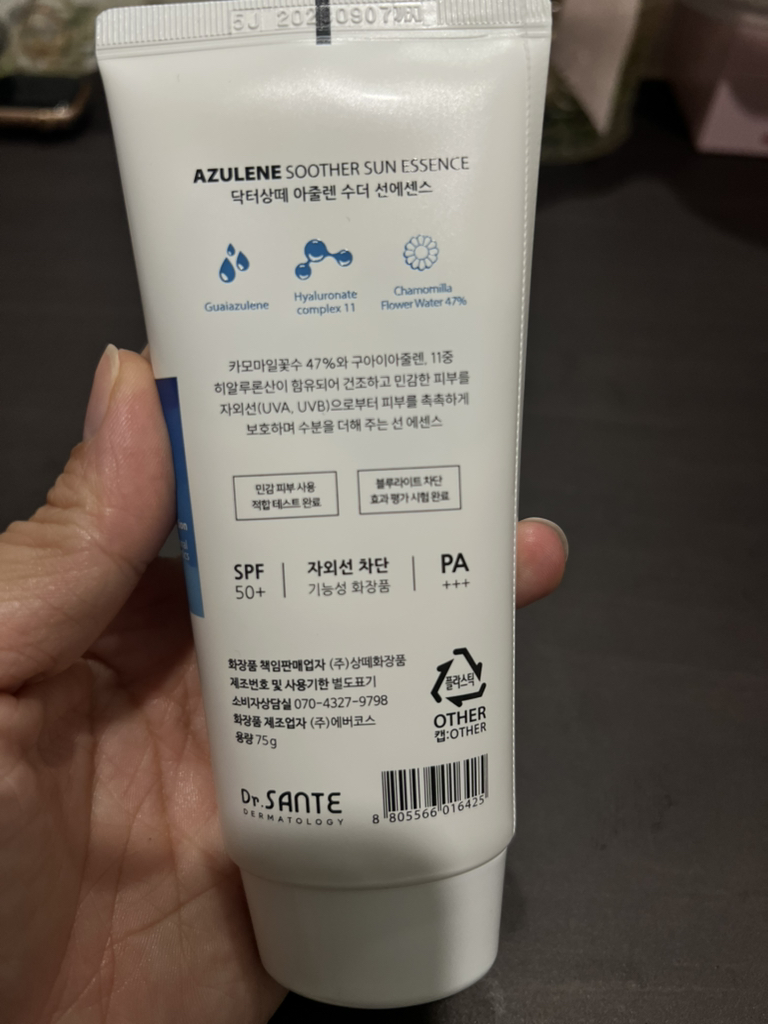 5J
AZULENE SOOTHER SUN ESSENCE
닥터상떼 아줄렌 수더 선에센스
Guaiazulene
Hyaluronate
complex 11
Chamomilla
Flower Water 47%
카모마일꽃수 47%와 구아이아줄렌, 11중
히알루론산이 함유되어 건조하고 민감한 피부를
자외선(UVA, UVB)으로부터 피부를 촉촉하게
보호하며 수분을 더해 주는 선 에센스
민감 피부 사용
적합 테스트 완료
블루라이트 차단
효과 평가 시험 완료
SPF
50+
자외선 차단
기능성 화장품
PA
+++
화장품 책임판매업자 (주)상떼화장품
제조번호 및 사용기한 별도표기
소비자상담실 070-4327-9798
화장품 제조업자 (주)에버코스
용량 75g
플라스틱
OTHER
캡:OTHER
Dr.SANTE
DERMATOLOGY
8 805566 016425